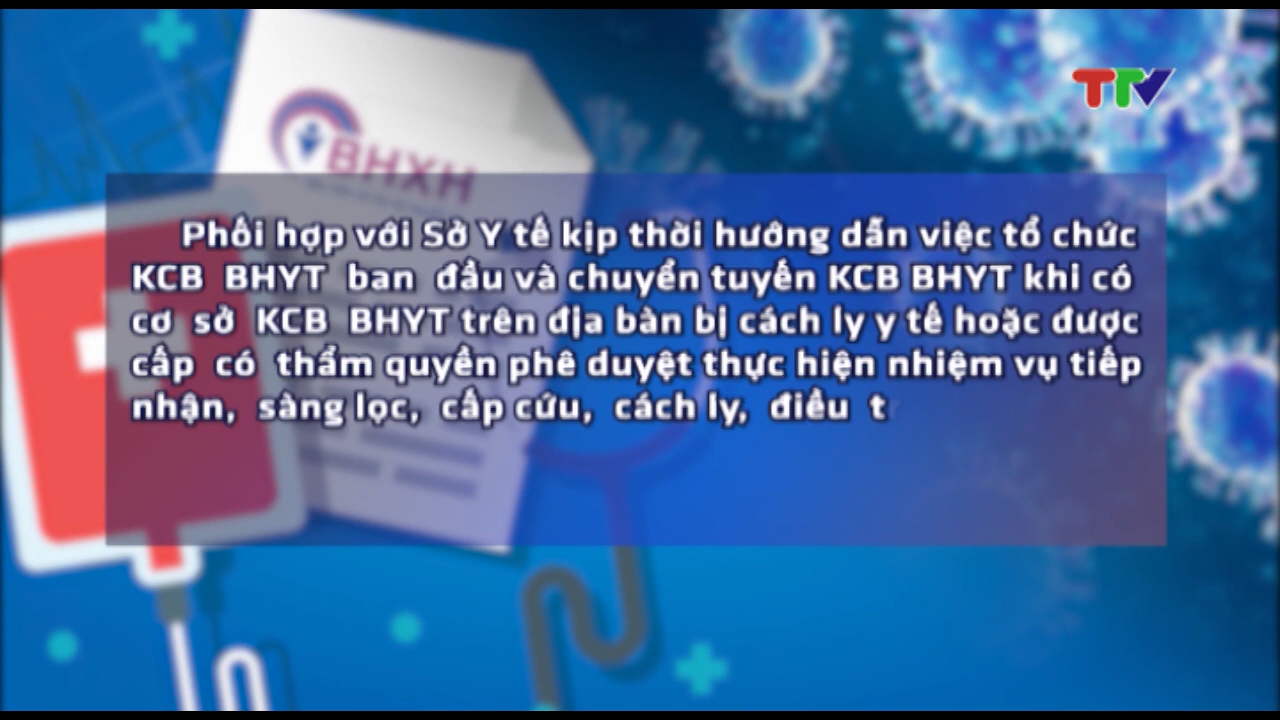 TTV
BHXH
Phối hợp với Sở Y tế kịp thời hướng dẫn việc tổ chức
KCB BHYT ban đầu và chuyển tuyến KCB BHYT khi có
cơ sở KCB BHYT trên địa bàn bị cách ly y tế hoặc được
cấp có thẩm quyền phê duyệt thực hiện nhiệm vụ tiếp
nhận, sàng lọc, cấp cứu, cách ly, điều t